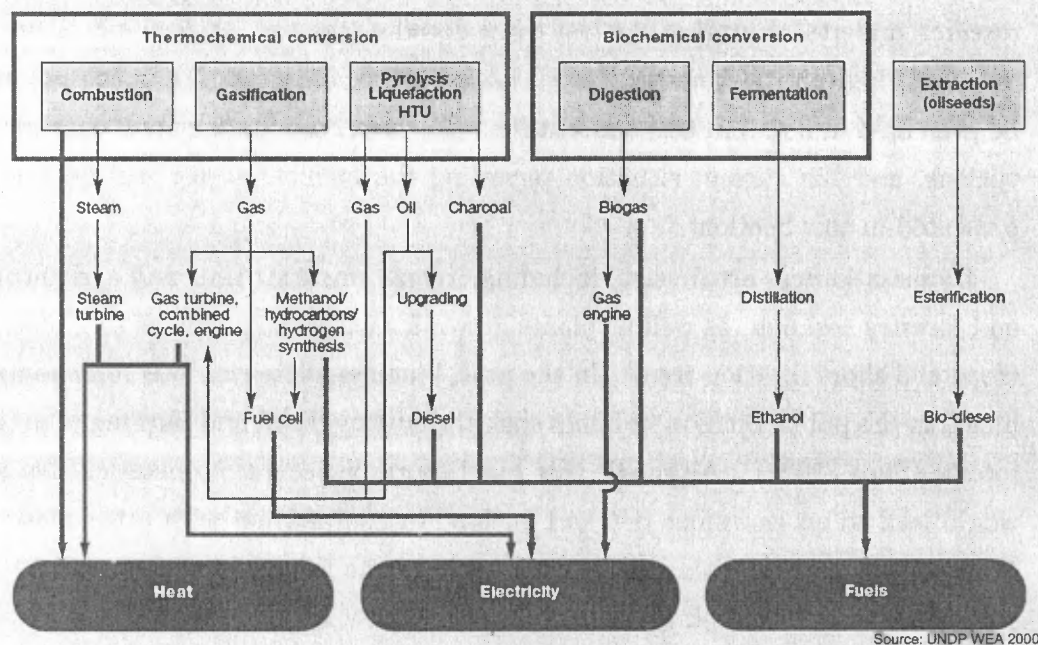 Thermochemical conversion
Biochemical conversion
Combustion
Gasification
Pyrolysis
Liquefaction
HTU
Digestion
Fermentation
Extraction
(oilseeds)
Steam
Gas
Gas
Oil
Charcoal
Biogas
Steam
turbine
Gas turbine,
combined
cycle, engine
Methanol/
hydrocarbons/
hydrogen
synthesis
Upgrading
Gas
engine
Distillation
Esterification
Fuel cell
Diesel
Ethanol
Bio-diesel
Heat
Electricity
Fuels
Source: UNDP WEA 2000